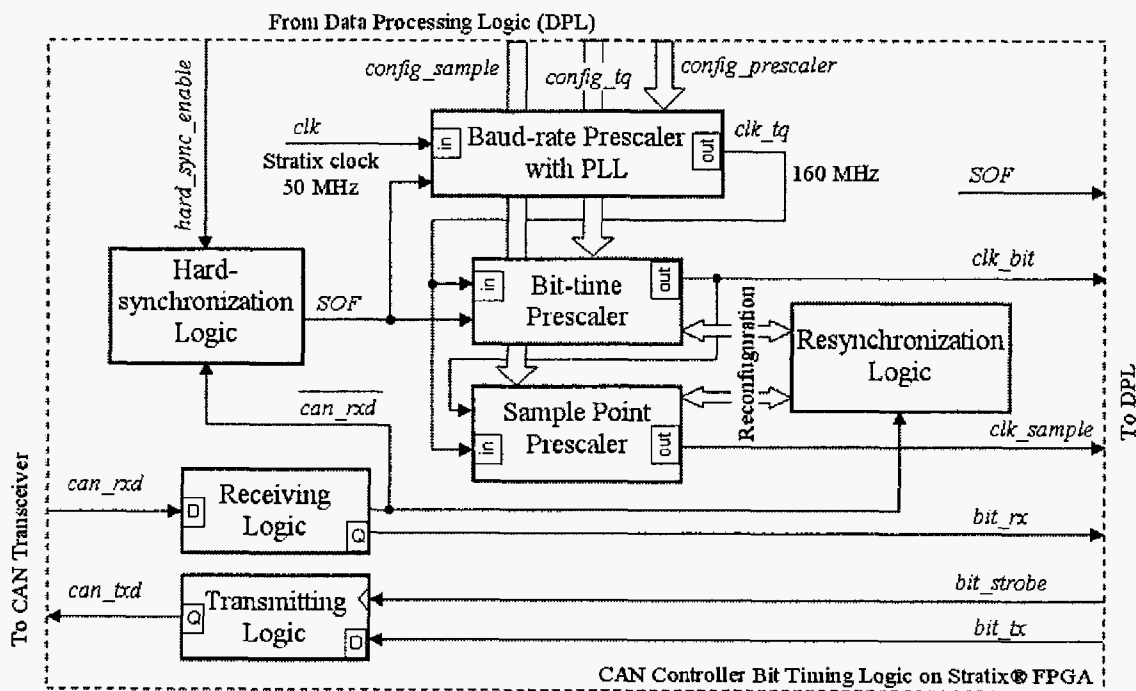 From Data Processing Logic (DPL)
config_sample
config_tq
config_prescaler
hard_sync_enable
clk
Stratix clock
50 MHz
in
Baud-rate Prescaler
with PLL
out
clk_tq
160 MHz
SOF
Hard-
synchronization
Logic
SOF
in
Bit-time
Prescaler
out
clk_bit
Reconfuguration
Resynchronization
Logic
can_rxd
in
Sample Point
Prescaler
out
clk_sample
To DPL
To CAN Transceiver
can_rxd
D
Receiving
Logic
Q
bit_rx
can_txd
Q
Transmitting
Logic
D
bit_strobe
bit_tx
CAN Controller Bit Timing Logic on Stratix® FPGA